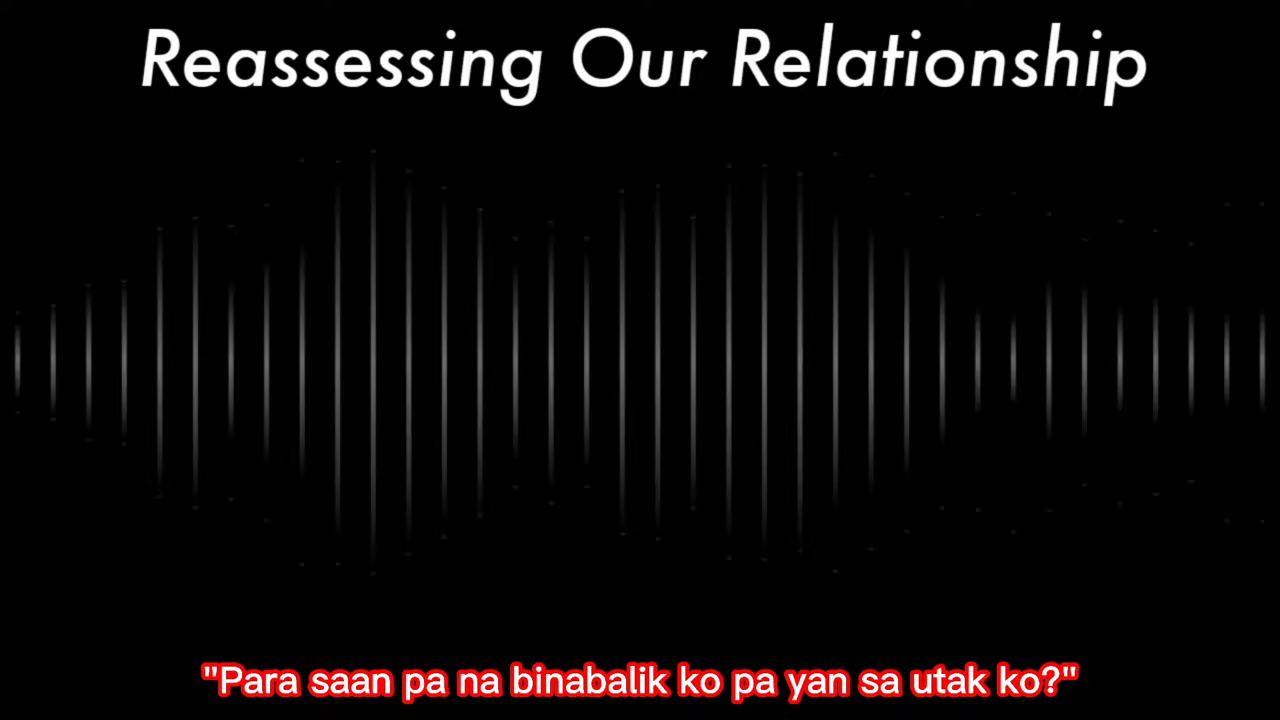 Reassessing Our Relationship
"Para saan pa na binabalik ko pa yan sa utak ko?"